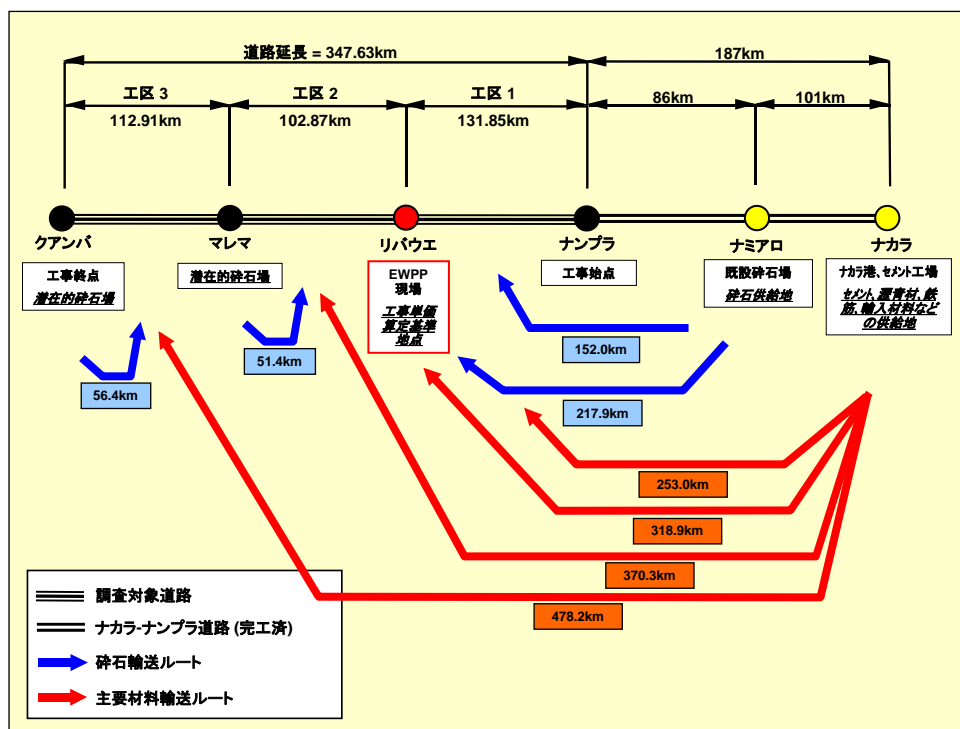 道路延長 = 347.63km
187km
工区 3
工区 2
工区 1
86km
101km
112.91km
102.87km
131.85km
クアンバ
マレマ
リバウエ
ナンプラ
ナミアロ
ナカラ
工事終点
潜在的砕石場
潜在的砕石場
EWPP
現場
工事単価
算定基準
地点
工事始点
既設砕石場
砕石供給地
ナカラ港、セメント工場
セメント、瀝青材、鉄
筋、輸入材料などの供給地
152.0km
51.4km
56.4km
217.9km
253.0km
318.9km
370.3km
478.2km
調査対象道路
ナカラ-ナンプラ道路 (完工済)
砕石輸送ルート
主要材料輸送ルート